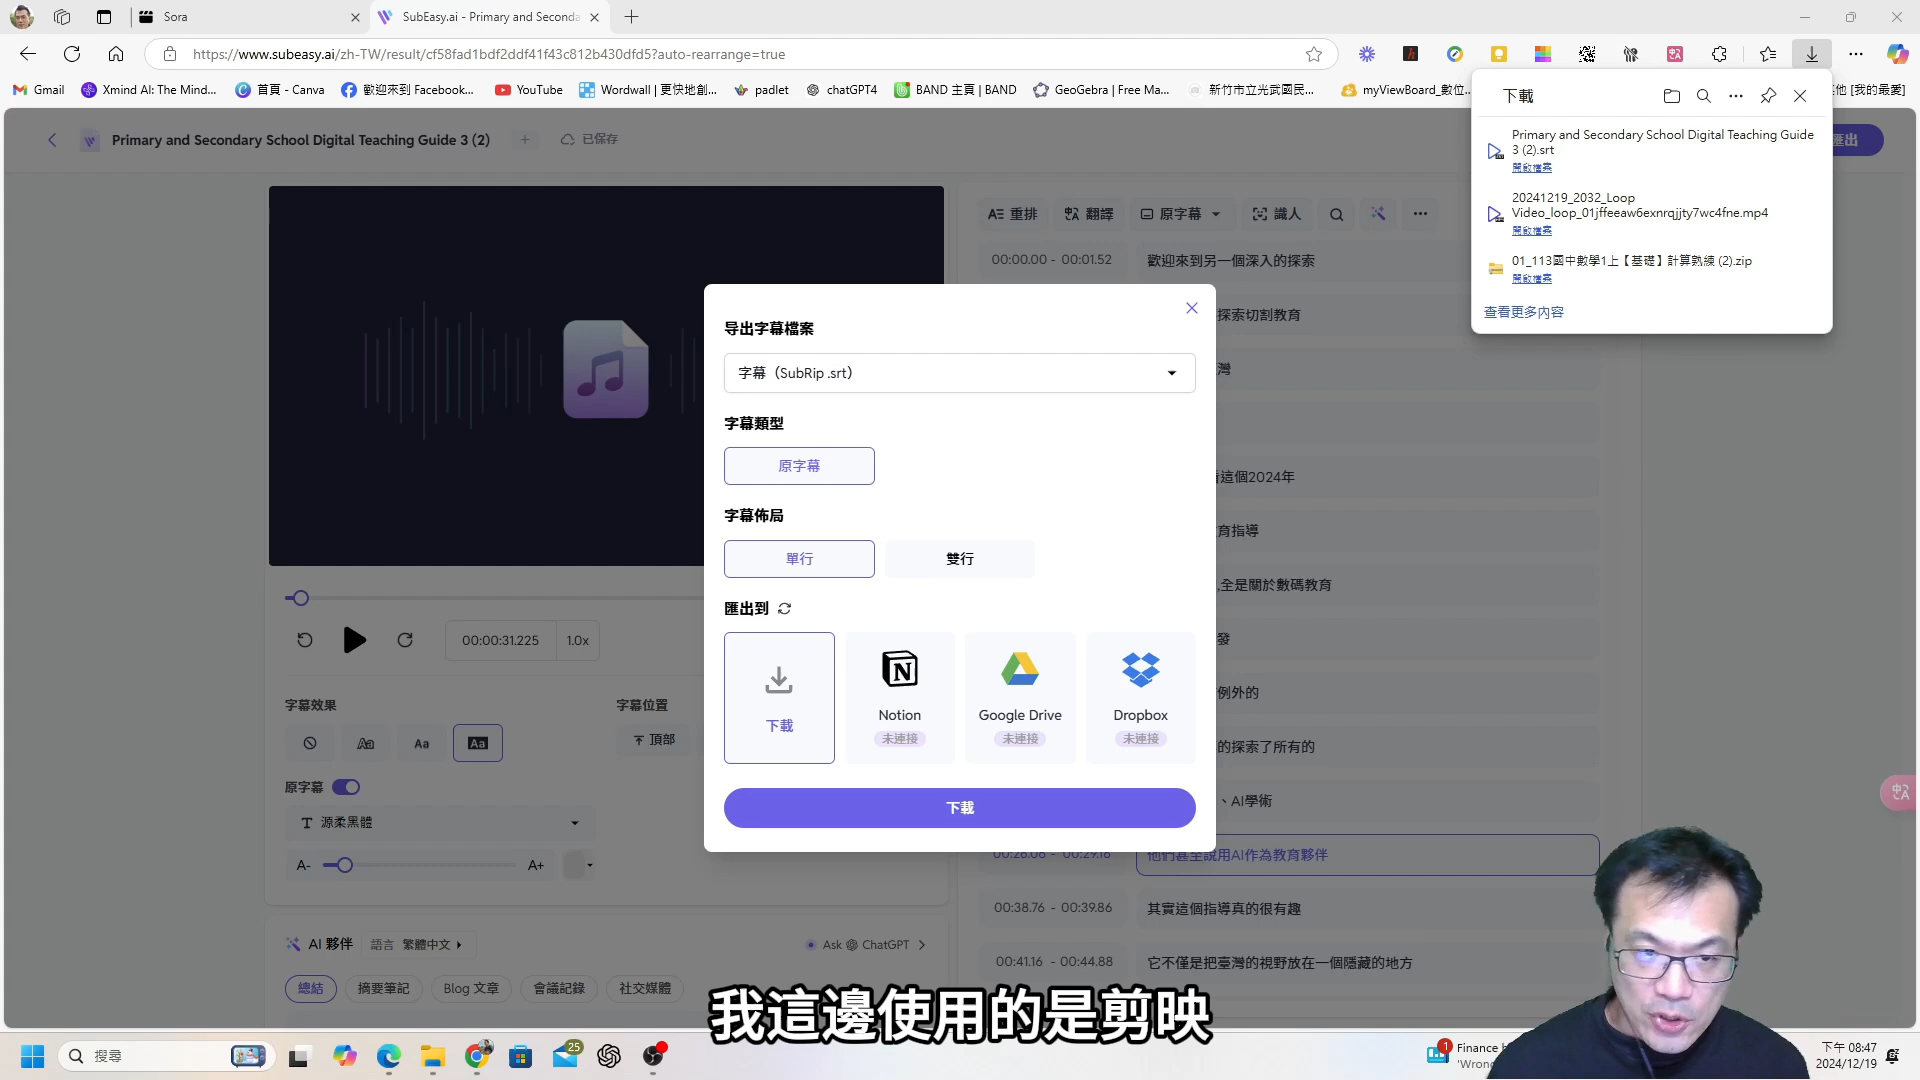 Sora
SubEasy.ai - Primary and Seconda
https://www.subeasy.ai/zh-TW/result/cf58fad1bdf2ddf41f43c812b430dfd5?auto-rearrange=true
Gmail
Xmind AI: The Mind...
首頁 - Canva
歡迎來到 Facebook...
YouTube
Wordwall | 更快地創...
padlet
chatGPT4
BAND 主頁 | BAND
GeoGebra | Free Ma...
新竹市立光武國民...
myViewBoard_數位...
他 [我的最愛]
下載
Primary and Secondary School Digital Teaching Guide
3 (2).srt
開啟檔案
20241219_2032_Loop
Video_loop_01jffeeaw6exnrqjjty7wc4fne.mp4
開啟檔案
01_113國中數學1上【基礎】計算熟練 (2).zip
開啟檔案
查看更多內容
Primary and Secondary School Digital Teaching Guide 3 (2)
已保存
匯出
重排
翻譯
原字幕
識人
00:00.00 - 00:01.52
歡迎來到另一個深入的探索
探索切割教育
灣
這個2024年
育指導
,全是關於數碼教育
發
例外的
的探索了所有的
、AI學術
00:26.08 - 00:29.16
他們甚至說用AI作為教育夥伴
00:38.76 - 00:39.86
其實這個指導真的很有趣
00:41.16 - 00:44.88
它不僅是把臺灣的視野放在一個隱藏的地方
导出字幕檔案
字幕（SubRip .srt）
字幕類型
原字幕
字幕佈局
單行
雙行
匯出到
下載
Notion
未連接
Google Drive
未連接
Dropbox
未連接
下載
00:00:31.225
1.0x
字幕效果
字幕位置
Aa
Aa
Aa
頂部
原字幕
源柔黑體
A-
A+
AI 夥伴
語言 繁體中文
Ask ChatGPT
總結
摘要筆記
Blog 文章
會議記錄
社交媒體
我這邊使用的是剪映
搜尋
25
1
Finance h
'Wrong
下午 08:47
2024/12/19